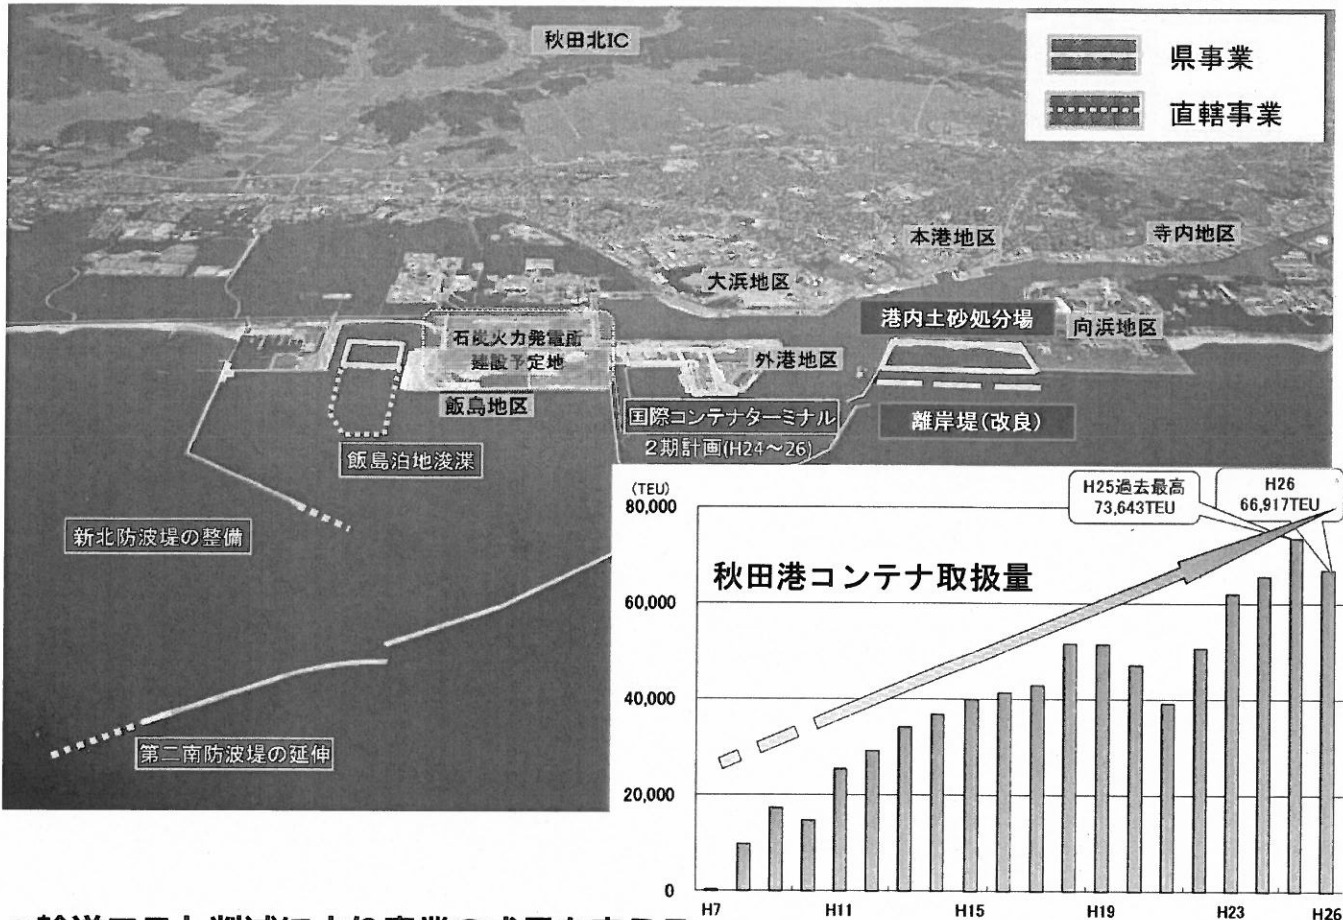 秋田北IC
県事業
直轄事業
本港地区
寺内地区
大浜地区
港内土砂処分場
向浜地区
石炭火力発電所
建設予定地
外港地区
飯島地区
国際コンテナターミナル
2期計画(H24～26)
離岸堤(改良)
飯島泊地浚渫
新北防波堤の整備
第二南防波堤の延伸
(TEU)
80,000
60,000
40,000
20,000
0
H25過去最高
73,643TEU
H26
66,917TEU
秋田港コンテナ取扱量
H7
H11
H15
H19
H23
H26